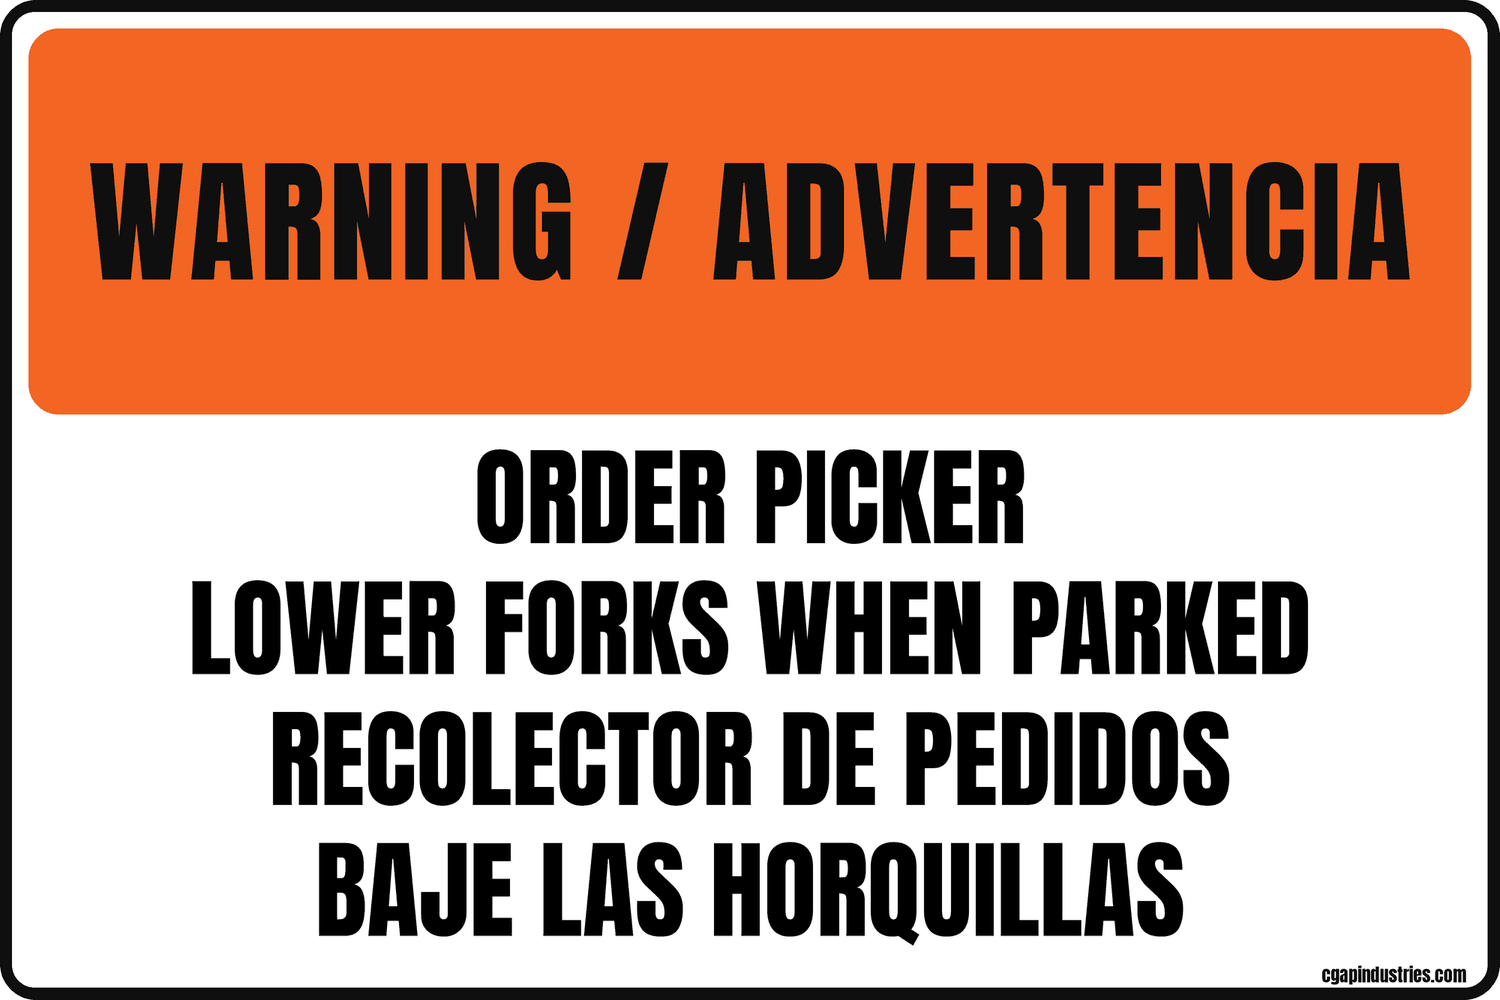 WARNING / ADVERTENCIA
ORDER PICKER
LOWER FORKS WHEN PARKED
RECOLECTOR DE PEDIDOS
BAJE LAS HORQUILLAS
cgapindustries.com